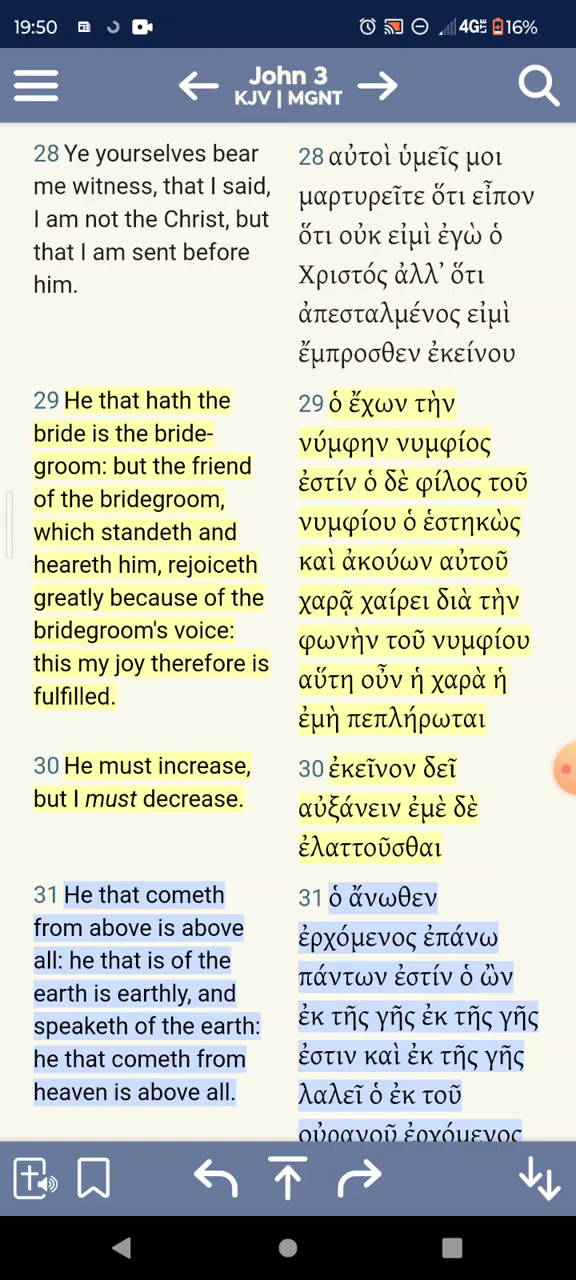 19:50
4G
16%
John 3
KJV | MGNT
28 Ye yourselves bear
me witness, that I said,
I am not the Christ, but
that I am sent before
him.
28 αὐτοὶ ὑμεῖς μοι
μαρτυρεῖτε ὅτι εἶπον
ὅτι οὐκ εἰμὶ ἐγὼ ὁ
Χριστός ἀλλ’ ὅτι
ἀπεσταλμένος εἰμὶ
ἔμπροσθεν ἐκείνου
29 He that hath the
bride is the bride-
groom: but the friend
of the bridegroom,
which standeth and
heareth him, rejoiceth
greatly because of the
bridegroom's voice:
this my joy therefore is
fulfilled.
29 ὁ ἔχων τὴν
νύμφην νυμφίος
ἐστίν ὁ δὲ φίλος τοῦ
νυμφίου ὁ ἑστηκὼς
καὶ ἀκούων αὐτοῦ
χαρᾷ χαίρει διὰ τὴν
φωνὴν τοῦ νυμφίου
αὕτη οὖν ἡ χαρὰ ἡ
ἐμὴ πεπλήρωται
30 He must increase,
but I must decrease.
30 ἐκεῖνον δεῖ
αὐξάνειν ἐμὲ δὲ
ἐλαττοῦσθαι
31 He that cometh
from above is above
all: he that is of the
earth is earthly, and
speaketh of the earth:
he that cometh from
heaven is above all.
31 ὁ ἄνωθεν
ἐρχόμενος ἐπάνω
πάντων ἐστίν ὁ ὢν
ἐκ τῆς γῆς ἐκ τῆς γῆς
ἐστιν καὶ ἐκ τῆς γῆς
λαλεῖ ὁ ἐκ τοῦ
οὐρανοῦ ἐρχόμενος